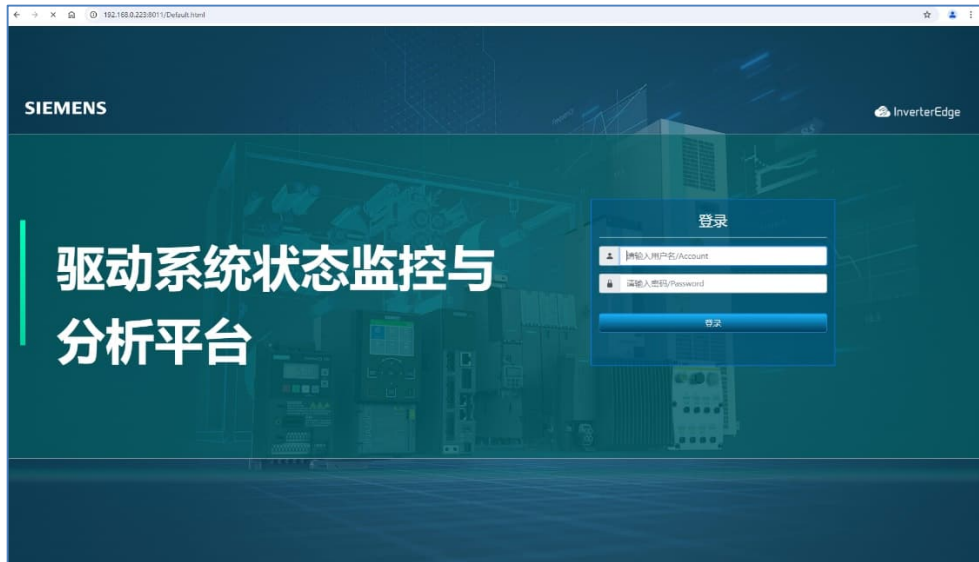 192.168.0.223:8011/Default.html
SIEMENS
InverterEdge
驱动系统状态监控与
分析平台
登录
请输入用户名/Account
请输入密码/Password
登录